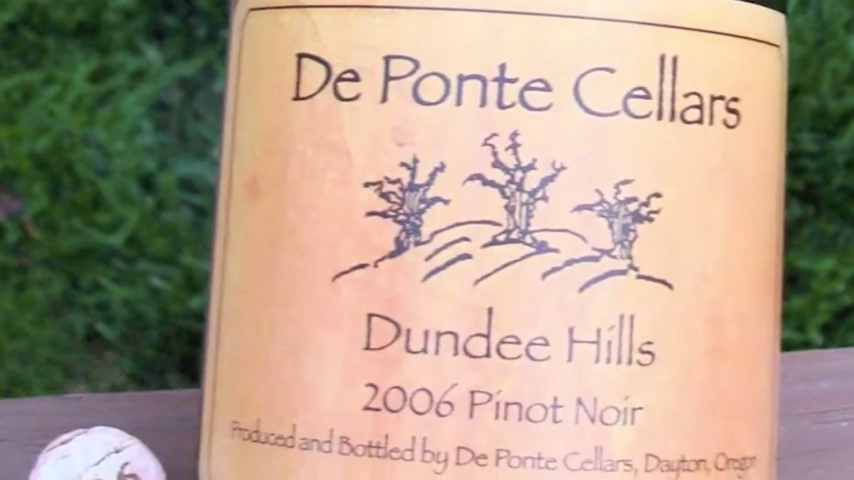 De Ponte Cellars
Dundee Hills
2006 Pinot Noir
Produced and Bottled by De Ponte Cellars, Dayton, Oregon